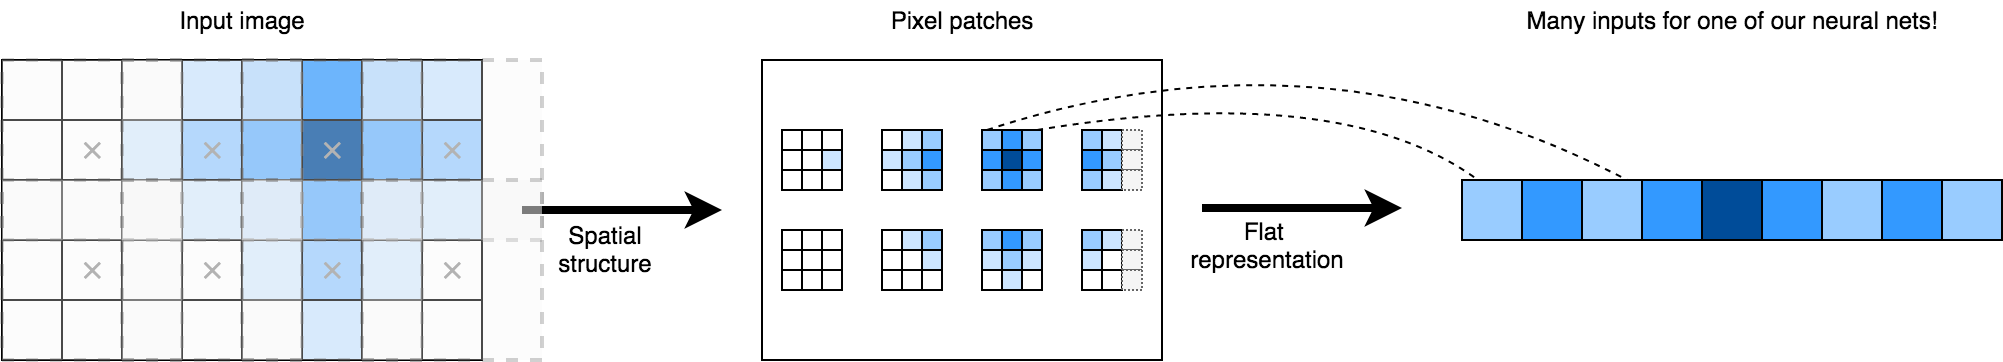 Input image
Pixel patches
Many inputs for one of our neural nets!
Spatial
structure
Flat
representation